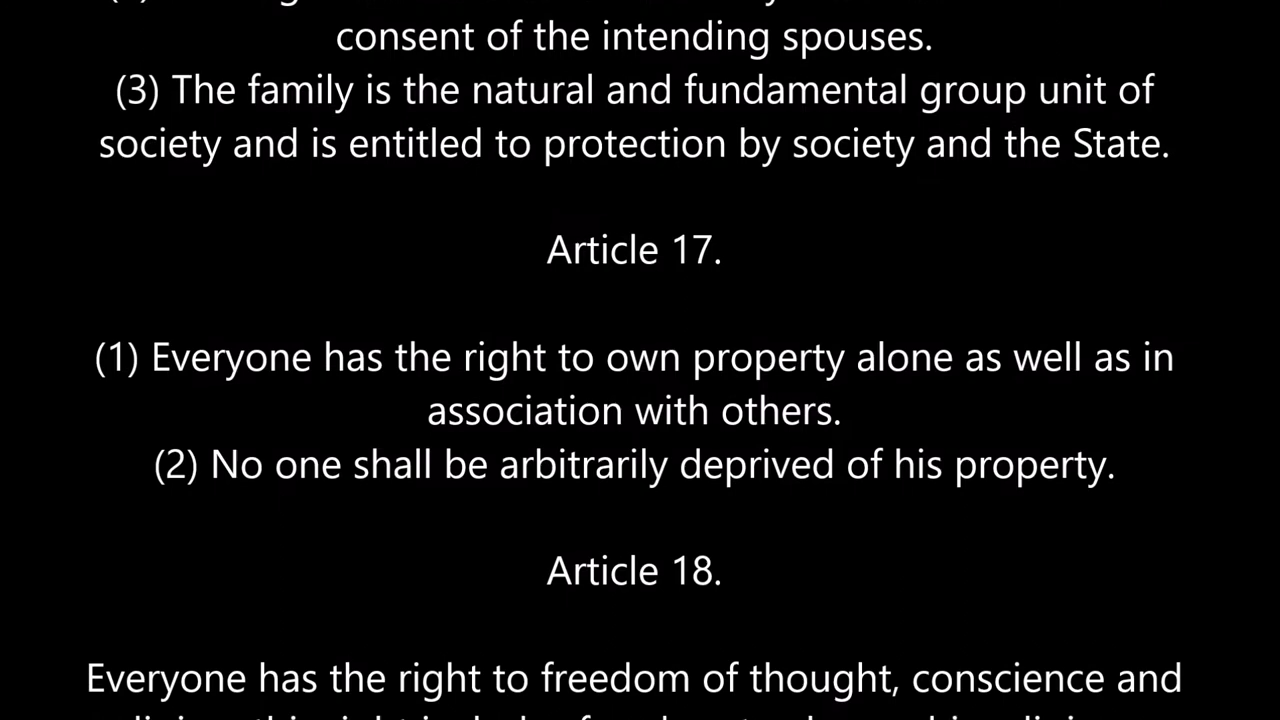 consent of the intending spouses.
(3) The family is the natural and fundamental group unit of
society and is entitled to protection by society and the State.
Article 17.
(1) Everyone has the right to own property alone as well as in
association with others.
(2) No one shall be arbitrarily deprived of his property.
Article 18.
Everyone has the right to freedom of thought, conscience and